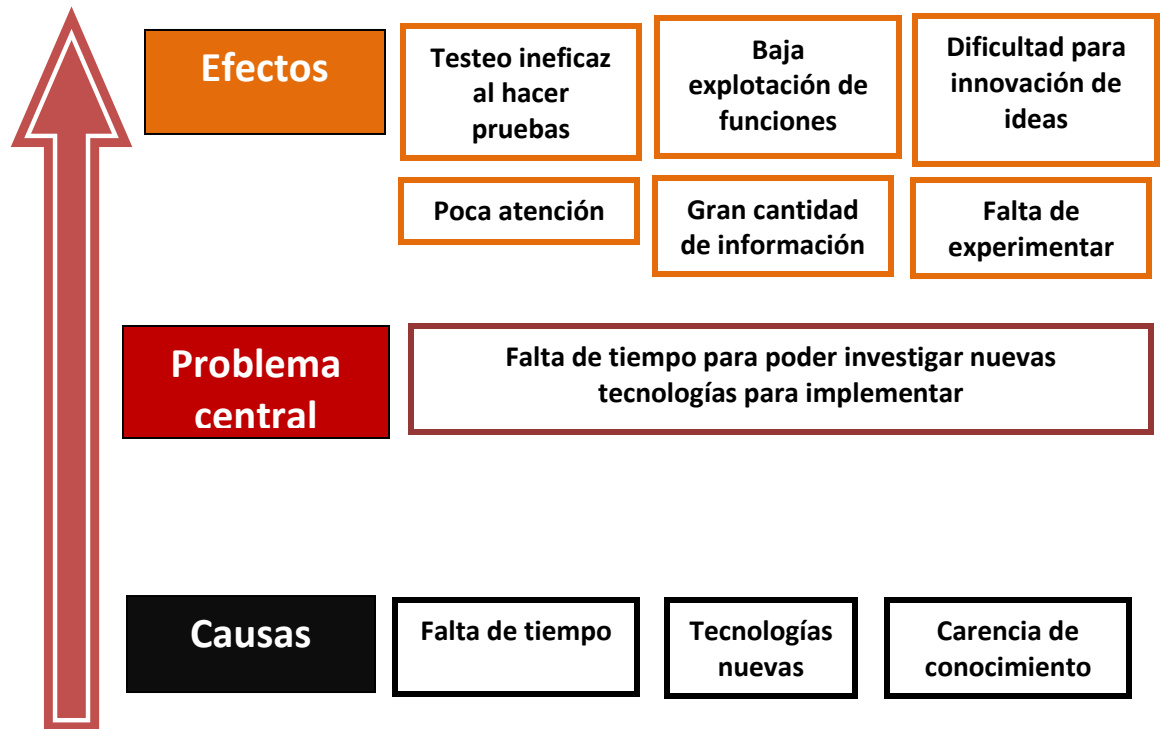 Efectos
Testeo ineficaz
al hacer
pruebas
Baja
explotación de
funciones
Dificultad para
innovación de
ideas
Poca atención
Gran cantidad
de información
Falta de
experimentar
Problema
central
Falta de tiempo para poder investigar nuevas
tecnologías para implementar
Causas
Falta de tiempo
Tecnologías
nuevas
Carencia de
conocimiento